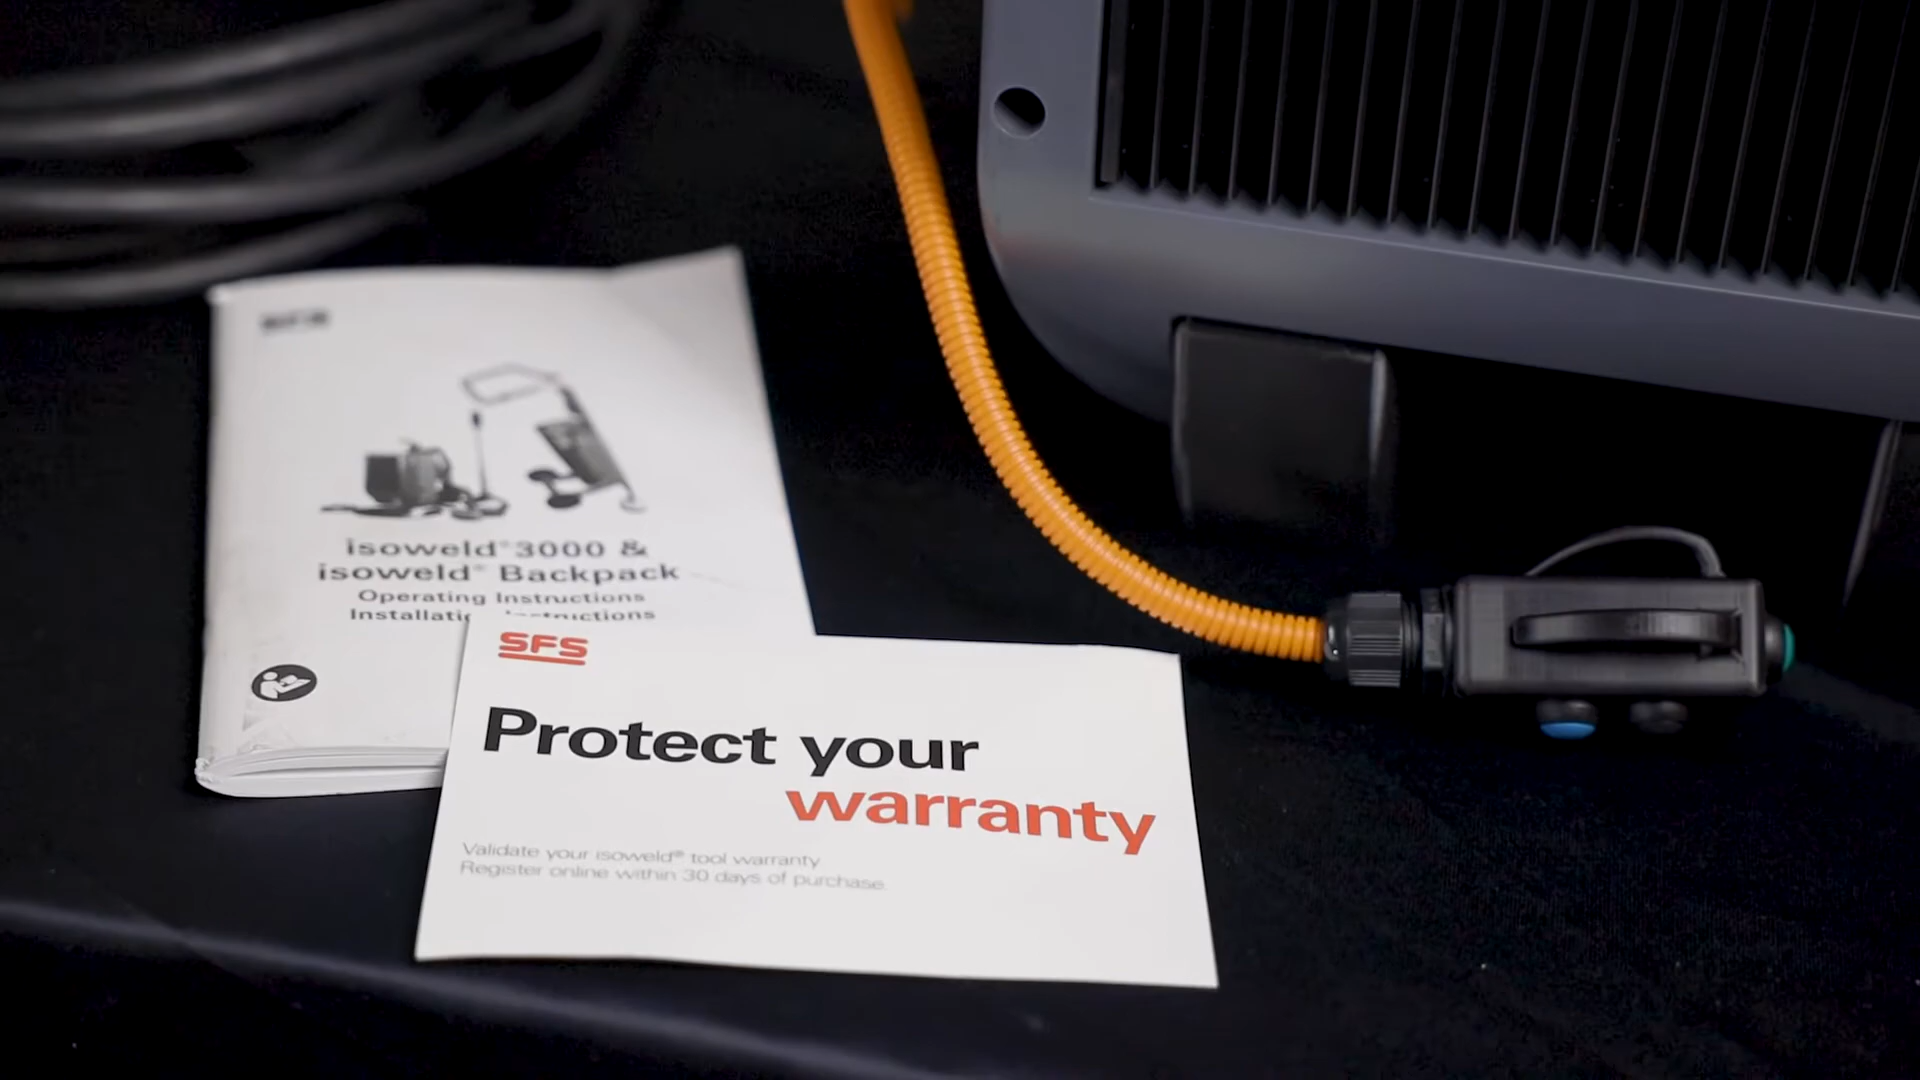 isoweld® 3000 &
isoweld® Backpack
Operating Instructions
SFS
Protect your
warranty
Validate your isoweld® tool warranty
Register online within 30 days of purchase.